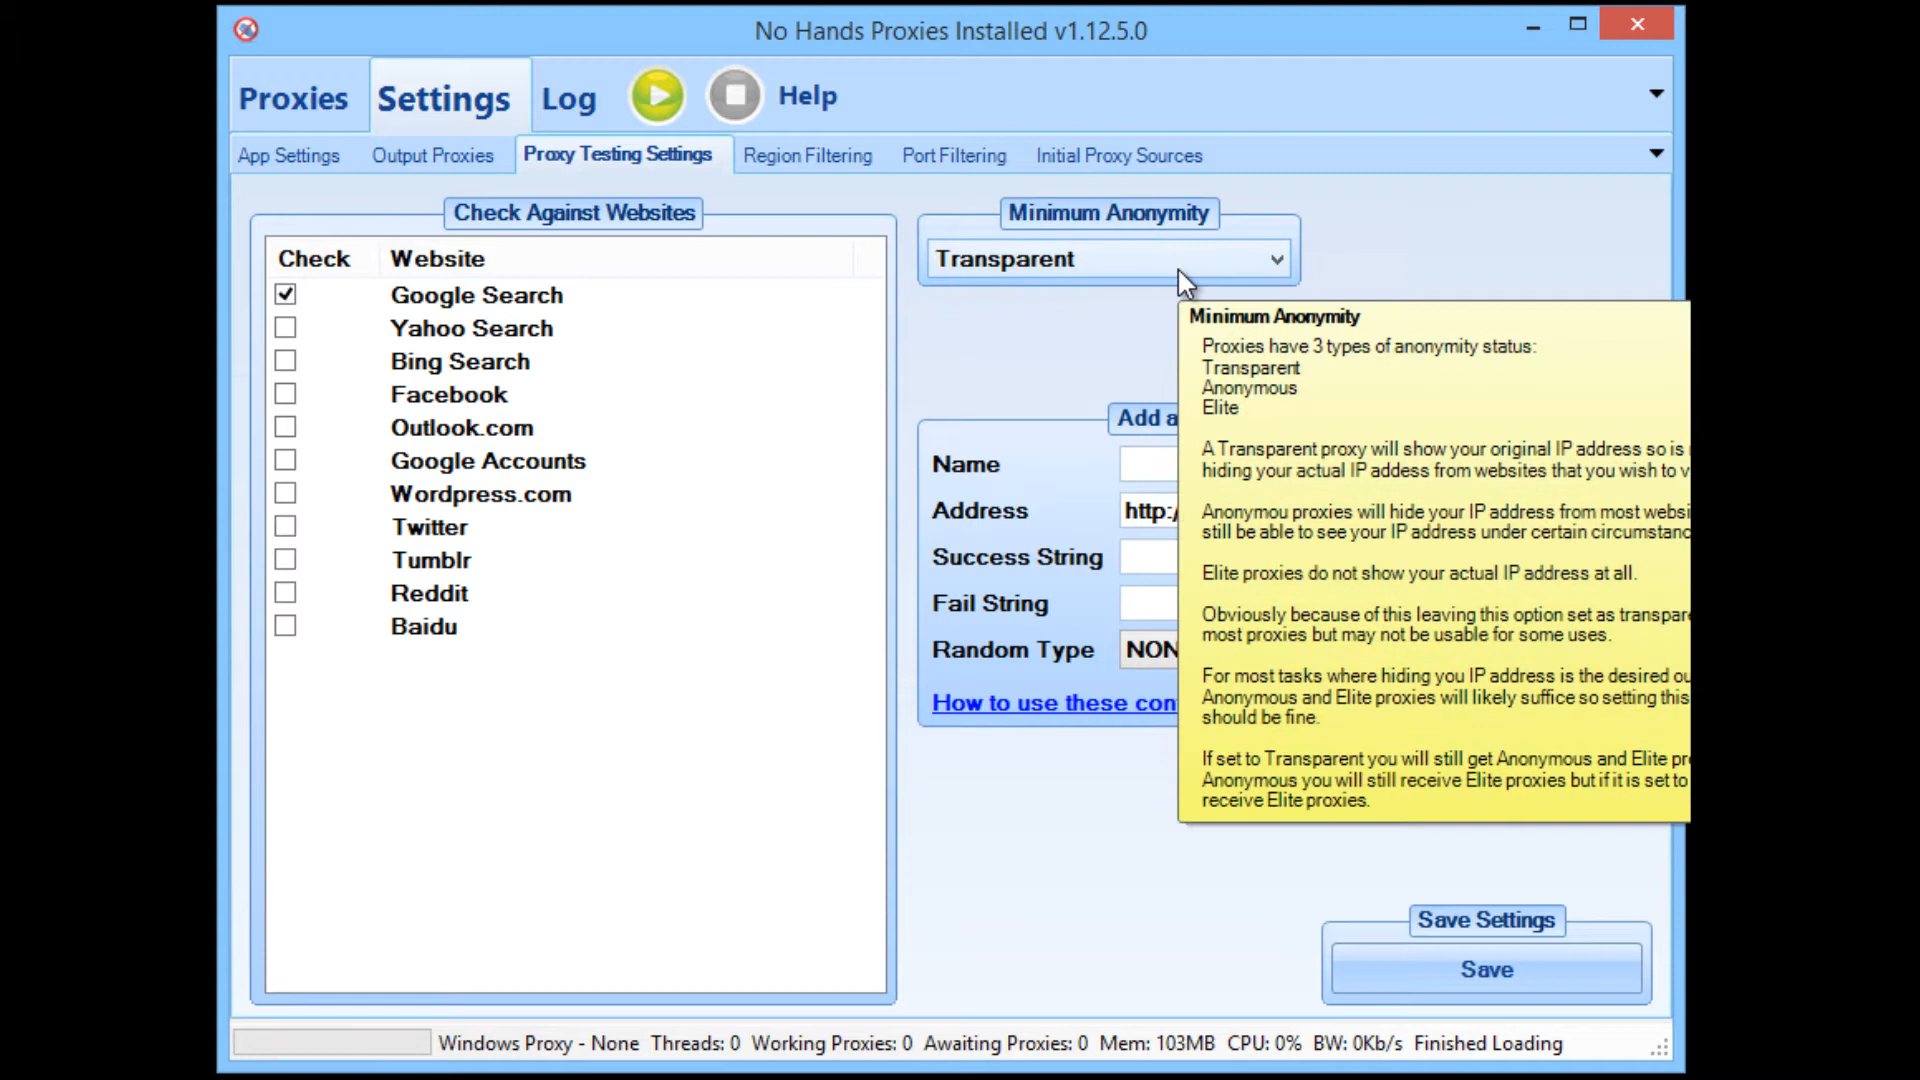 No Hands Proxies Installed v1.12.5.0
Proxies Settings Log Help
App Settings Output Proxies Proxy Testing Settings Region Filtering Port Filtering Initial Proxy Sources
Check Against Websites
Check Website
Google Search
Yahoo Search
Bing Search
Facebook
Outlook.com
Google Accounts
Wordpress.com
Twitter
Tumblr
Reddit
Baidu
Minimum Anonymity
Transparent
Add a
Name
Address http:/
Success String
Fail String
Random Type NON
How to use these con
Minimum Anonymity
Proxies have 3 types of anonymity status:
Transparent
Anonymous
Elite
A Transparent proxy will show your original IP address so is
hiding your actual IP addess from websites that you wish to v
Anonymou proxies will hide your IP address from most websi
still be able to see your IP address under certain circumstanc
Elite proxies do not show your actual IP address at all.
Obviously because of this leaving this option set as transpare
most proxies but may not be usable for some uses.
For most tasks where hiding you IP address is the desired ou
Anonymous and Elite proxies will likely suffice so setting this
should be fine.
If set to Transparent you will still get Anonymous and Elite pr
Anonymous you will still receive Elite proxies but if it is set to
receive Elite proxies.
Save Settings
Save
Windows Proxy - None Threads: 0 Working Proxies: 0 Awaiting Proxies: 0 Mem: 103MB CPU: 0% BW: 0Kb/s Finished Loading